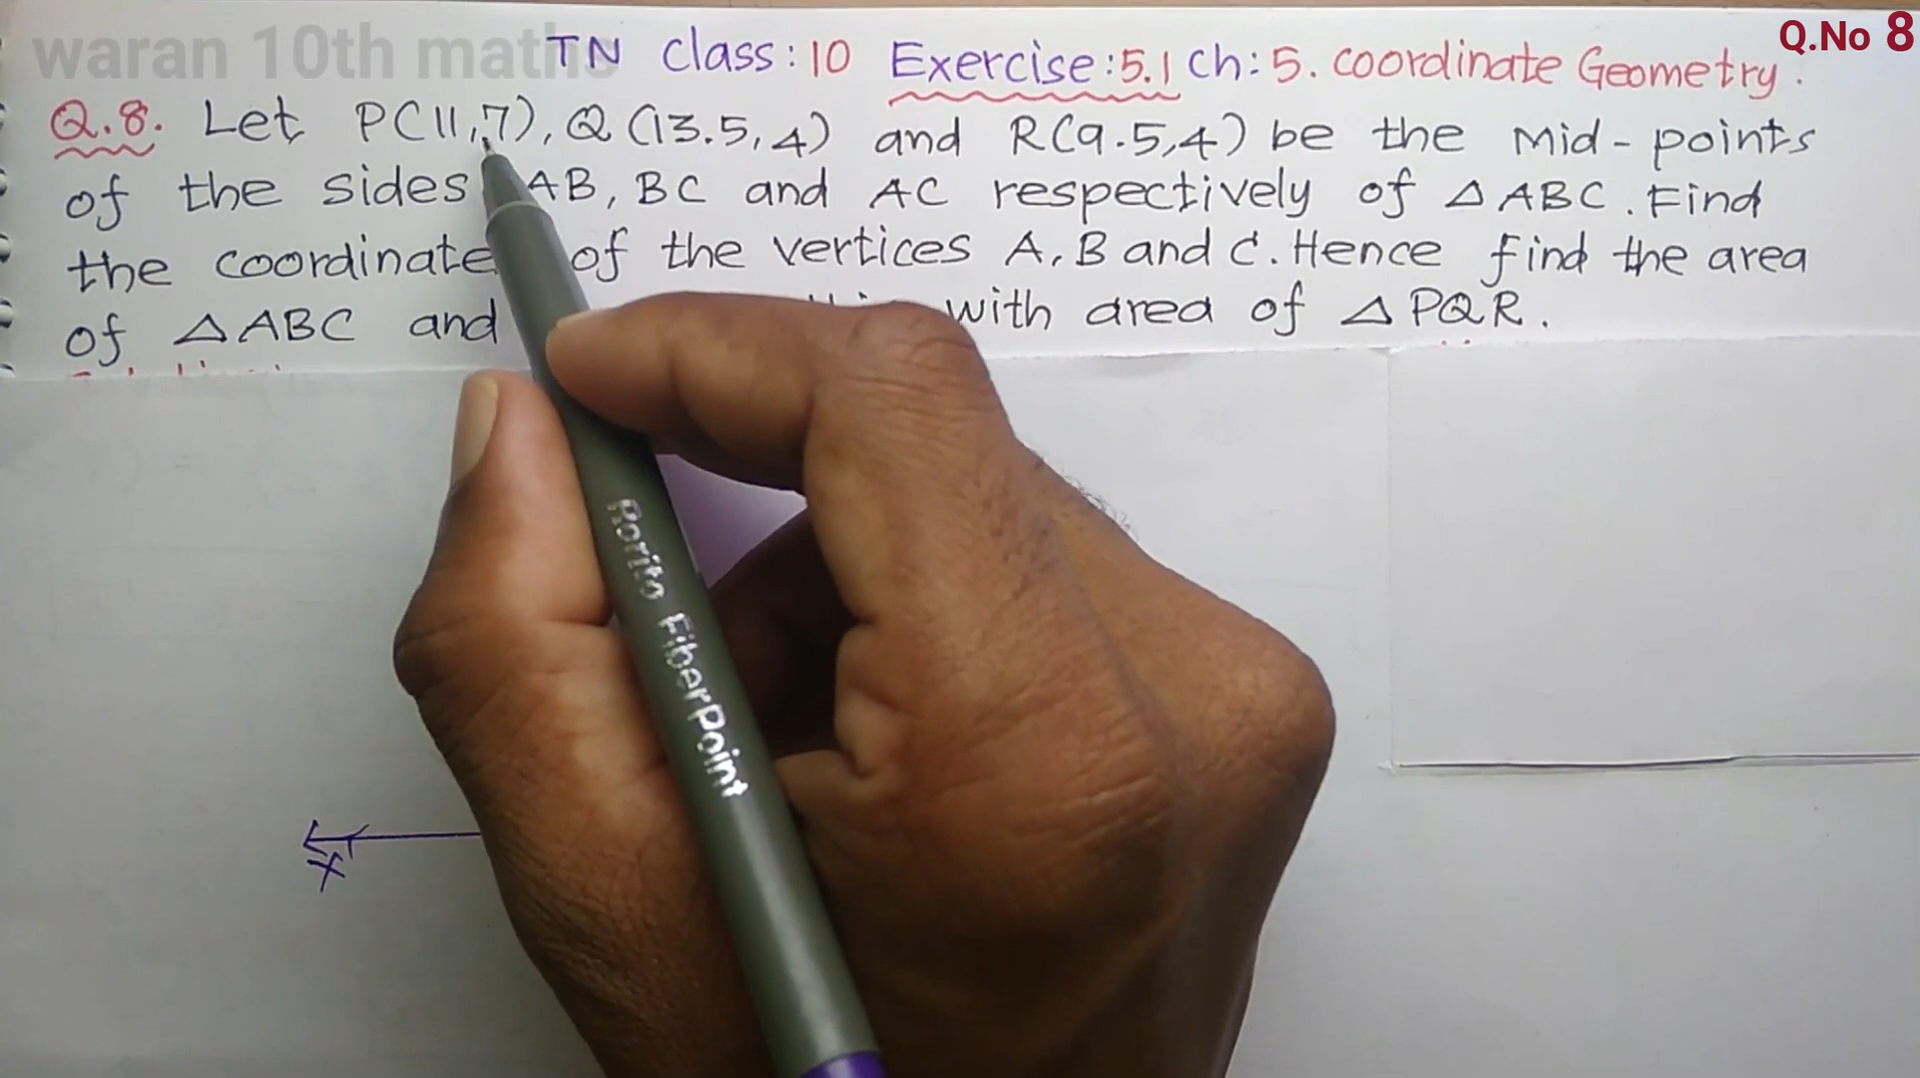 waran 10th maths
Q.No 8
TN Class:10 Exercise:5.1 Ch:5. Coordinate Geometry.
Q.8. Let P(11,7), Q(13.5,4) and R(9.5,4) be the Mid-points
of the sides AB, BC and AC respectively of △ABC. Find
the coordinate of the vertices A, B and C. Hence find the area
of △ABC and with area of △PQR.
Rorito FiberPoint
X